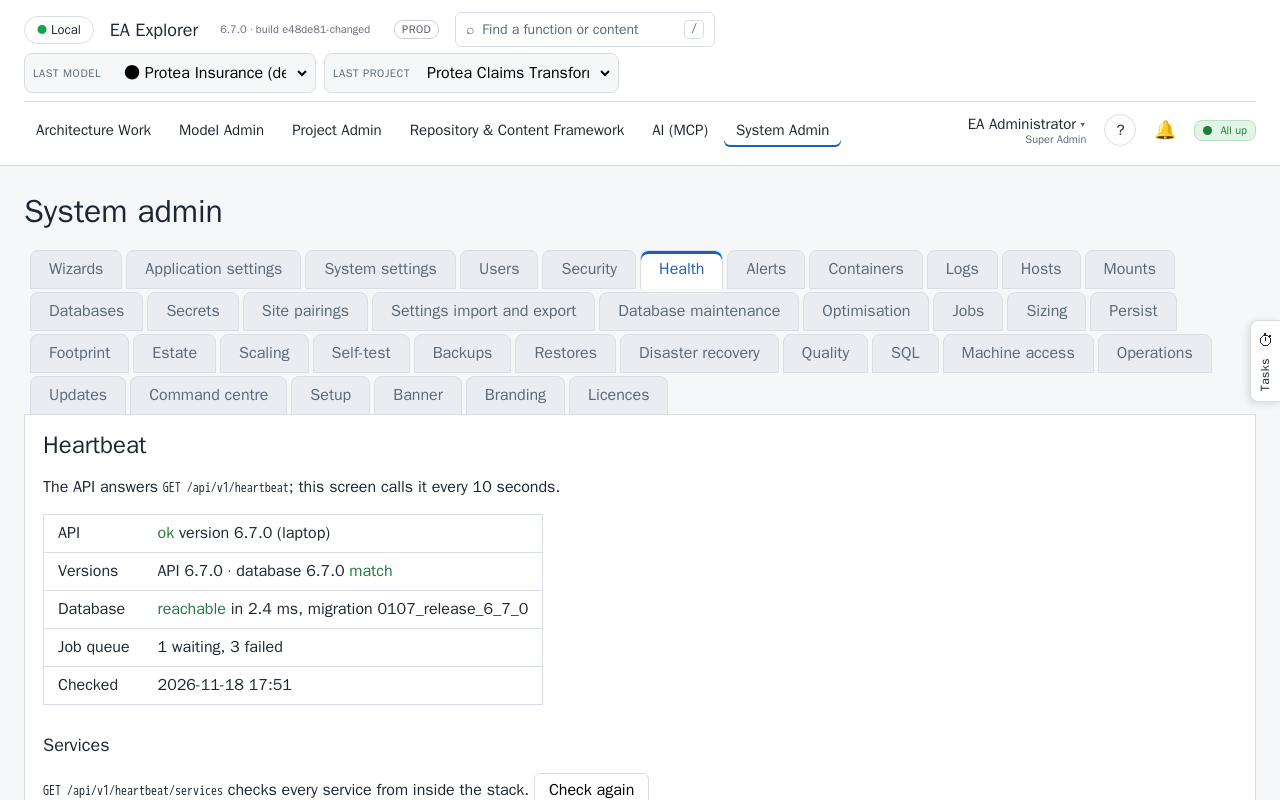 Local EA Explorer 6.7.0 · build e48de81-changed PROD Find a function or content /
LAST MODEL Protea Insurance (de LAST PROJECT Protea Claims Transforr
Architecture Work Model Admin Project Admin Repository & Content Framework AI (MCP) System Admin EA Administrator ▾ ? All up
Super Admin
System admin
Wizards Application settings System settings Users Security Health Alerts Containers Logs Hosts Mounts
Databases Secrets Site pairings Settings import and export Database maintenance Optimisation Jobs Sizing Persist
Footprint Estate Scaling Self-test Backups Restores Disaster recovery Quality SQL Machine access Operations
Updates Command centre Setup Banner Branding Licences
Tasks
Heartbeat
The API answers GET /api/v1/heartbeat; this screen calls it every 10 seconds.
API ok version 6.7.0 (laptop)
Versions API 6.7.0 · database 6.7.0 match
Database reachable in 2.4 ms, migration 0107_release_6_7_0
Job queue 1 waiting, 3 failed
Checked 2026-11-18 17:51
Services
GET /api/v1/heartbeat/services checks every service from inside the stack. Check again